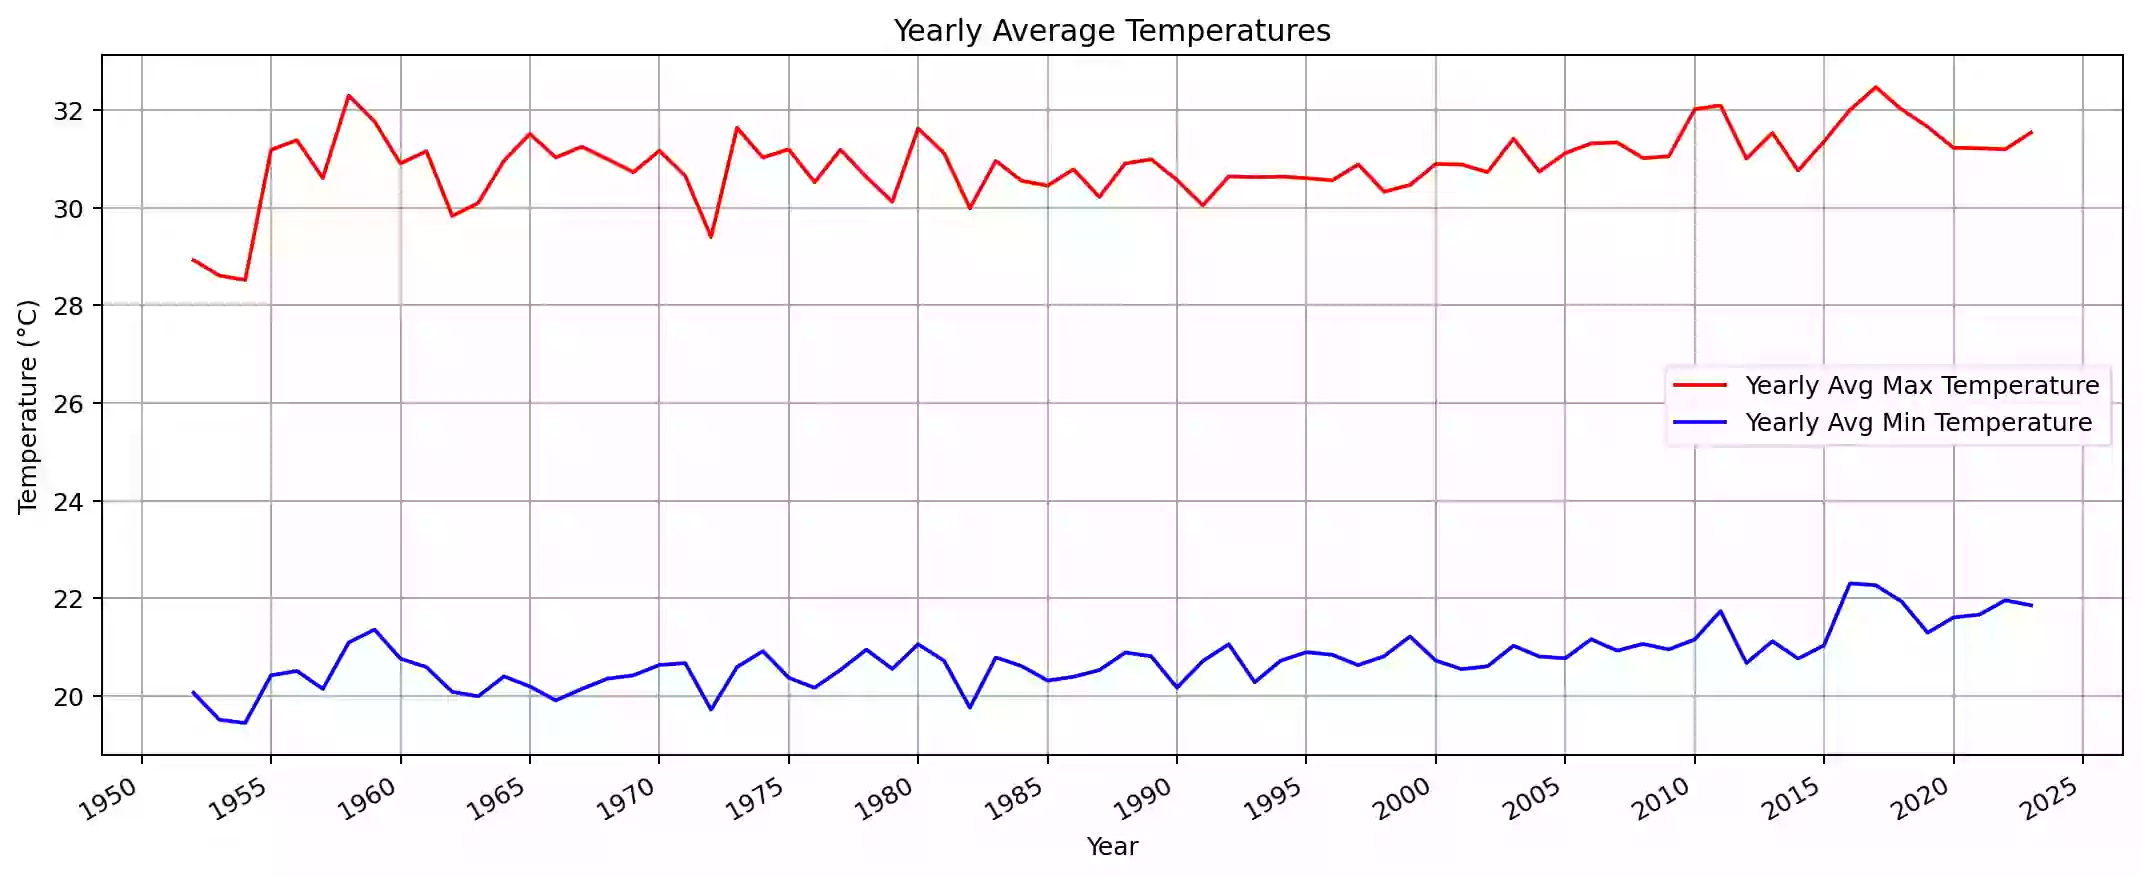 Yearly Average Temperatures
Temperature (°C)
32
30
28
26
24
22
20
Yearly Avg Max Temperature
Yearly Avg Min Temperature
1950 1955 1960 1965 1970 1975 1980 1985 1990 1995 2000 2005 2010 2015 2020 2025
Year